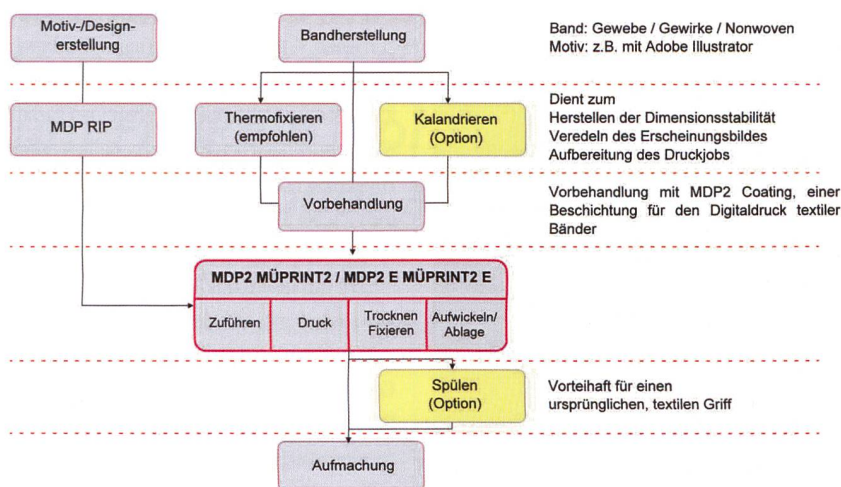 Motiv-/Design-
erstellung
Bandherstellung
Band: Gewebe / Gewirke / Nonwoven
Motiv: z.B. mit Adobe Illustrator
MDP RIP
Thermofixieren
(empfohlen)
Kalandrieren
(Option)
Dient zum
Herstellen der Dimensionsstabilität
Veredeln des Erscheinungsbildes
Aufbereitung des Druckjobs
Vorbehandlung
Vorbehandlung mit MDP2 Coating, einer
Beschichtung für den Digitaldruck textiler
Bänder
MDP2 MÜPRINT2 / MDP2 E MÜPRINT2 E
Zuführen
Druck
Trocknen
Fixieren
Aufwickeln/
Ablage
Spülen
(Option)
Vorteihaft für einen
ursprünglichen, textilen Griff
Aufmachung